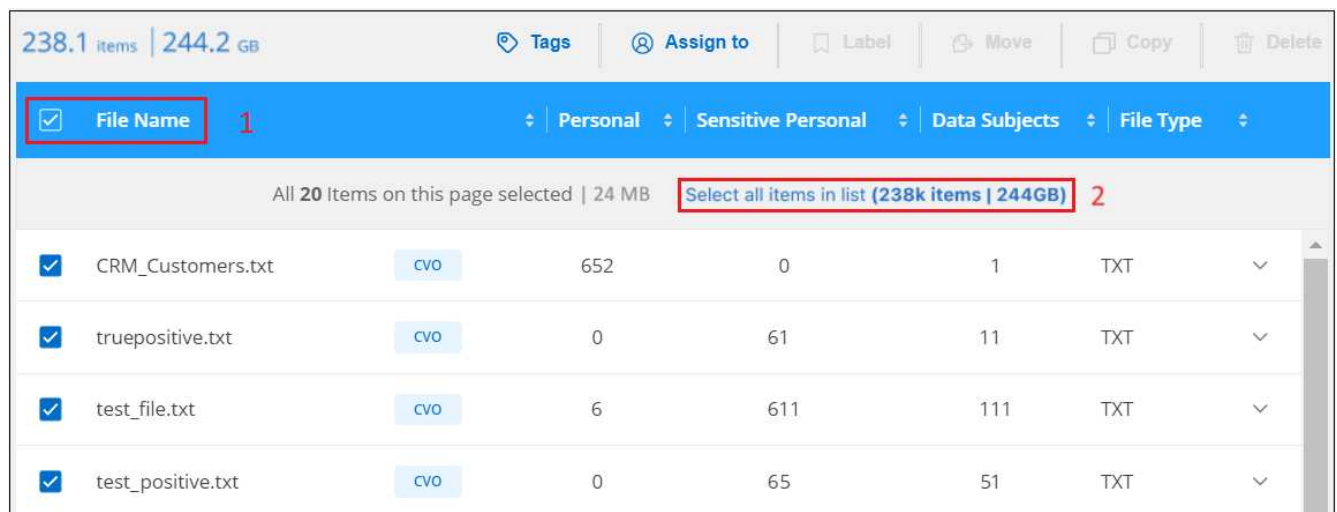 238.1 items | 244.2 GB Tags Assign to Label Move Copy Delete
File Name 1 Personal Sensitive Personal Data Subjects File Type
All 20 Items on this page selected | 24 MB Select all items in list (238k items | 244GB) 2
CRM_Customers.txt CVO 652 0 1 TXT
truepositive.txt CVO 0 61 11 TXT
test_file.txt CVO 6 611 111 TXT
test_positive.txt CVO 0 65 51 TXT